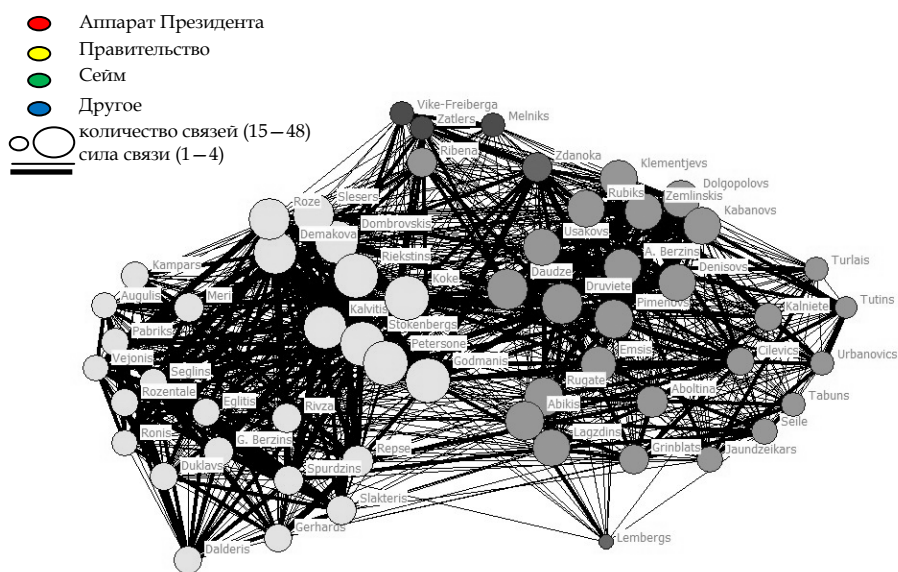 Аппарат Президента
Правительство
Сейм
Другое
количество связей (15—48)
сила связи (1—4)
Vike-Freiberga
Zatlers
Melniks
Ribena
Zdanoka
Klementjevs
Dolgopolovs
Rubiks
Zemlinskis
Kabanovs
Slesers
Roze
Dombrovskis
Demakova
Usakovs
A. Berzins
Riekstins
Koke
Daudze
Denisovs
Turlais
Kampars
Druviete
Augulis
Meri
Kalvitis
Pimenovs
Kalniete
Tutins
Stokenbergs
Pabriks
Petersone
Emsis
Cilevics
Vejonis
Godmanis
Urbanovics
Seglins
Rugate
Aboltina
Rozentale
Eglitis
Rivza
Abikis
Tabuns
Seile
Ronis
G. Berzins
Repse
Lagzdins
Grinblats
Jaundzeikars
Duklavs
Spurdzins
Slakteris
Gerhards
Lembergs
Dalderis